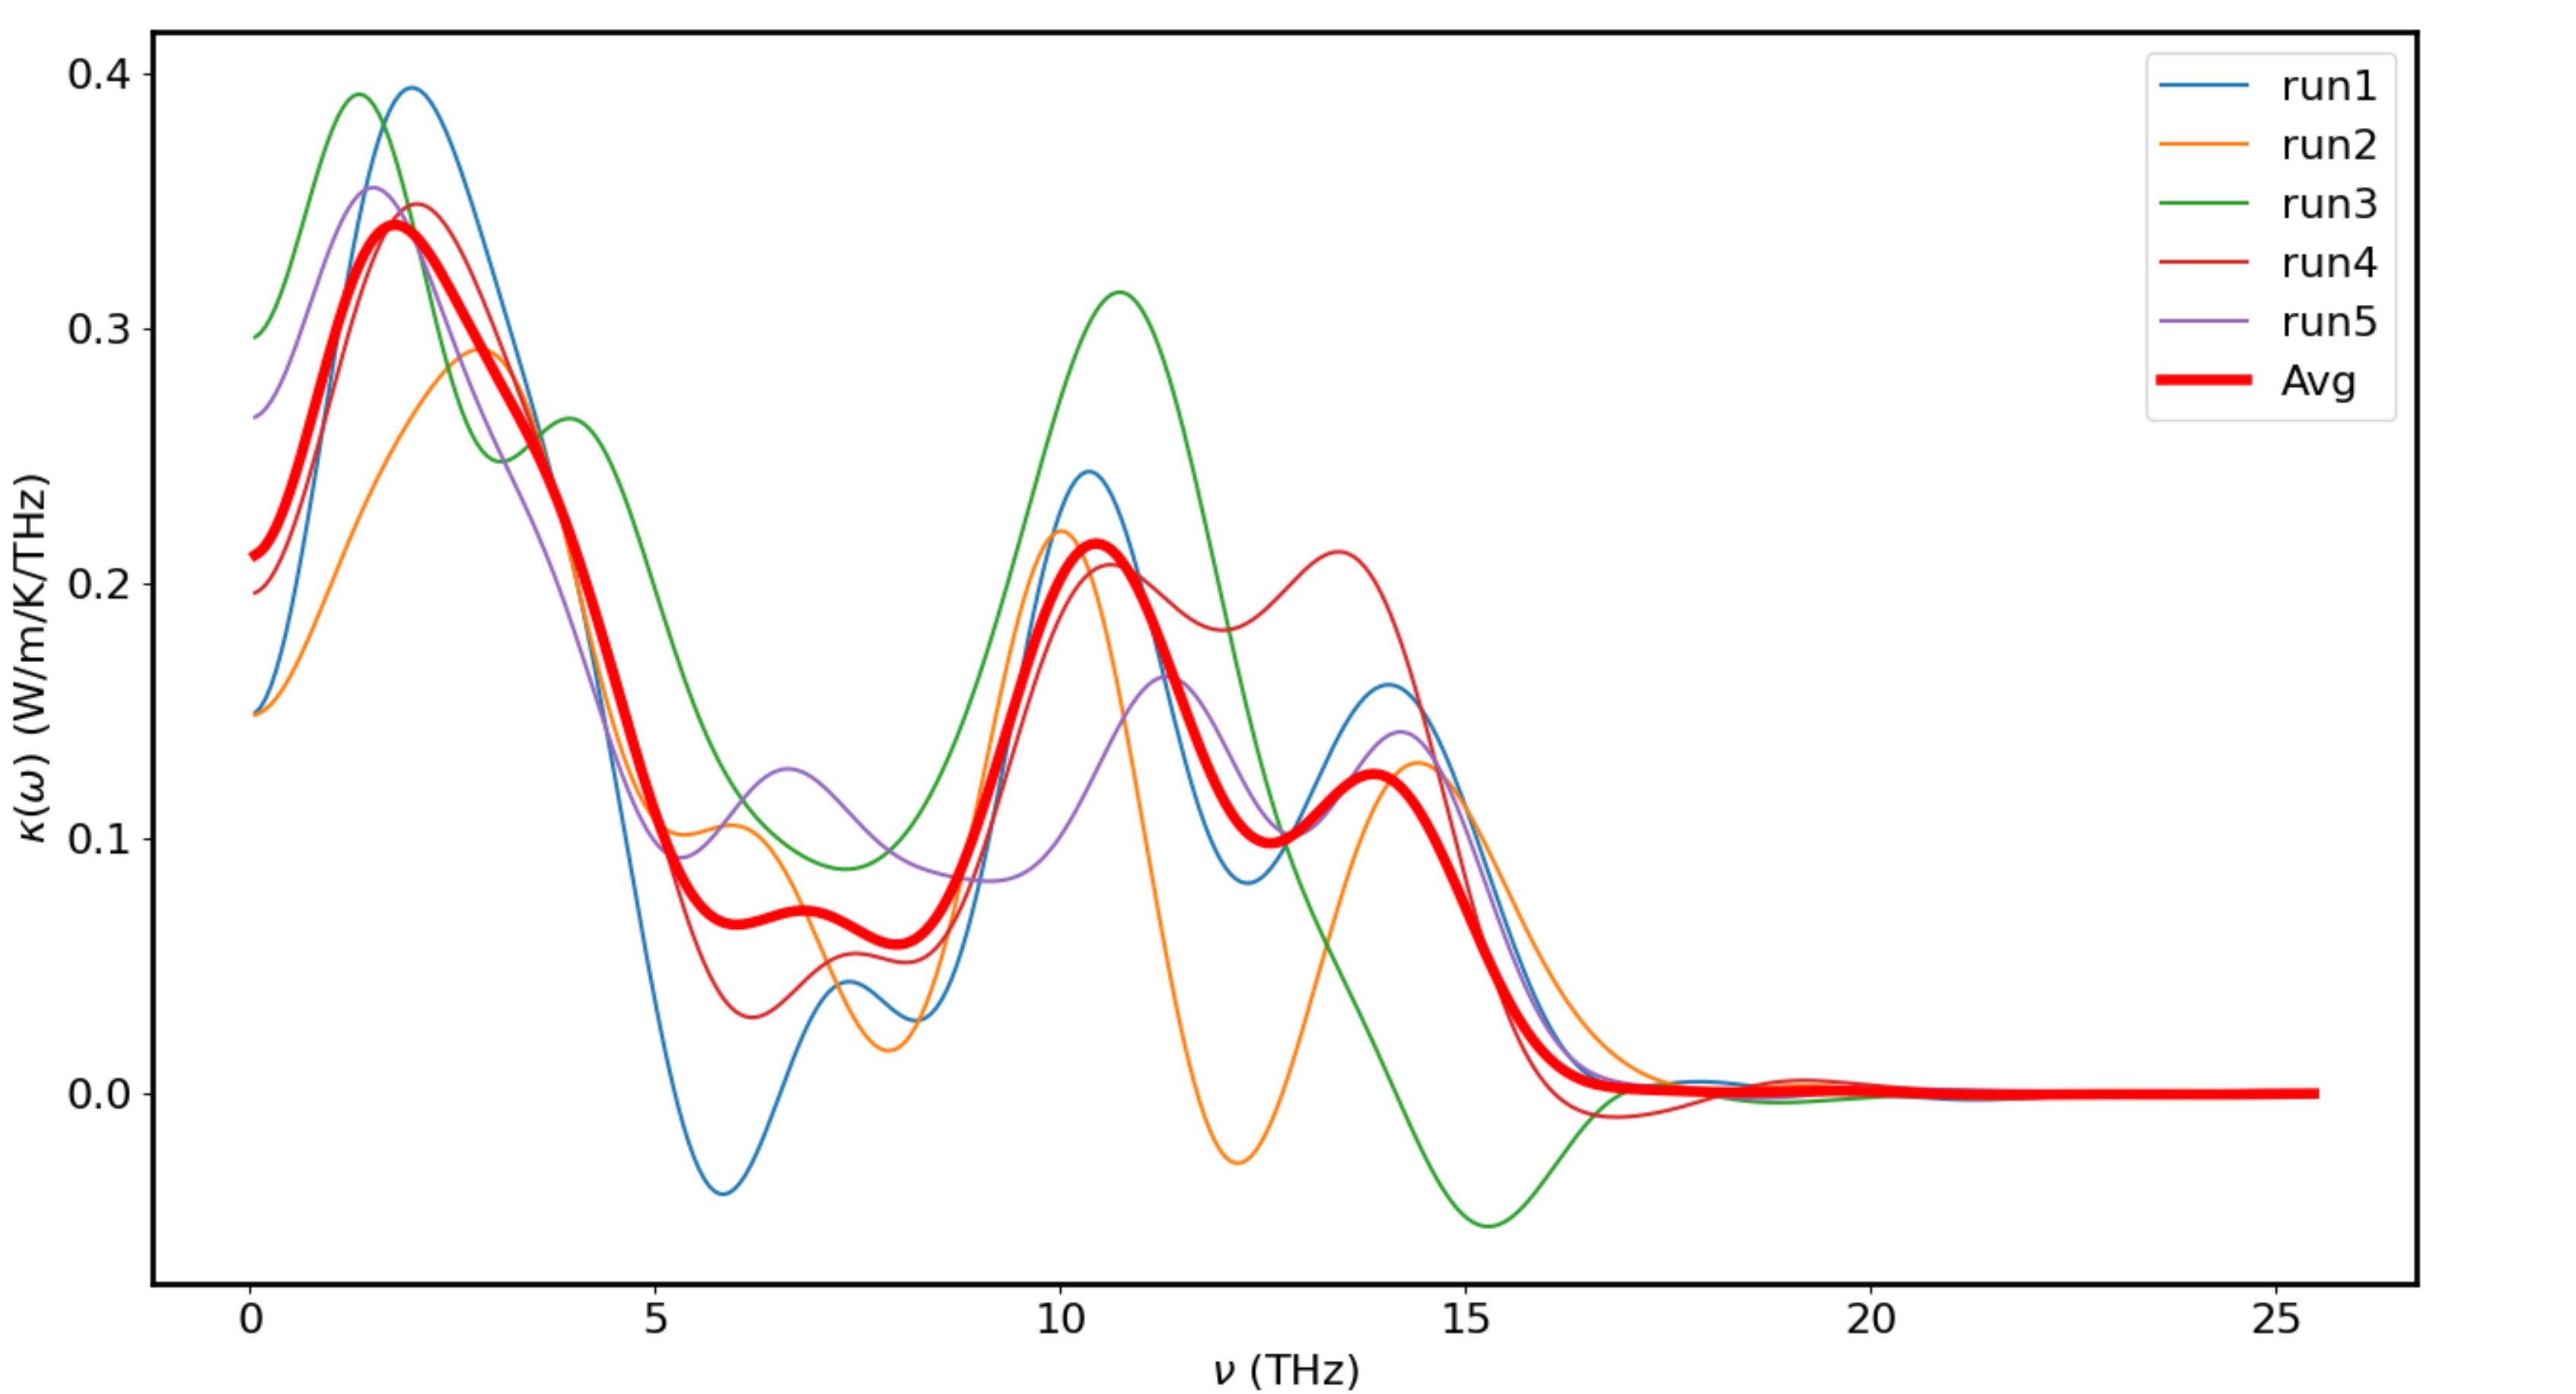 0.4
0.3
0.2
0.1
0.0
κ(ω) (W/m/K/THz)
0 5 10 15 20 25
ν (THz)
run1
run2
run3
run4
run5
Avg